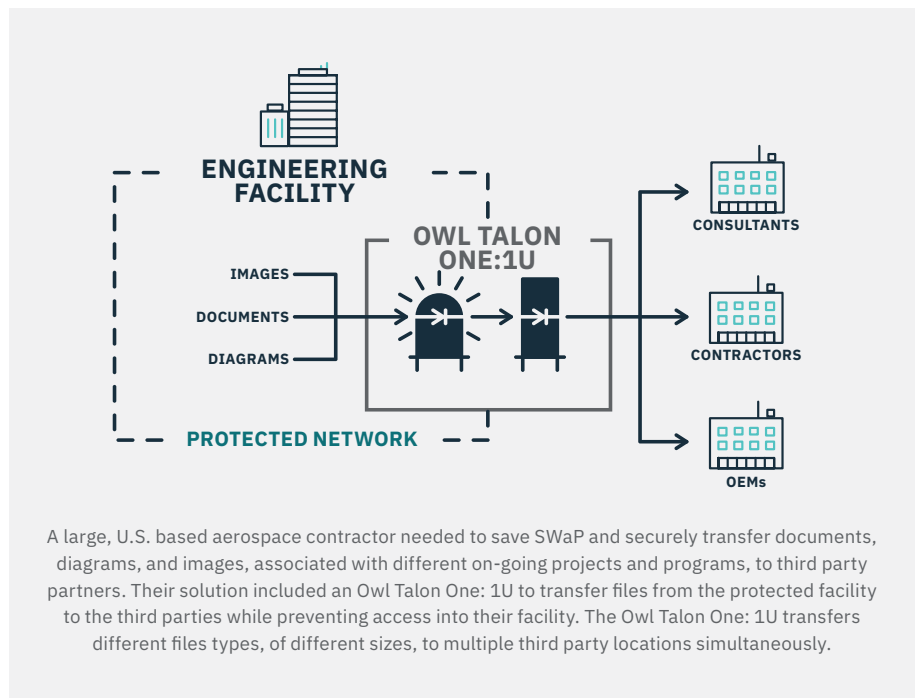 ENGINEERING
FACILITY
OWL TALON
ONE:1U
IMAGES
DOCUMENTS
DIAGRAMS
PROTECTED NETWORK
CONSULTANTS
CONTRACTORS
OEMs
A large, U.S. based aerospace contractor needed to save SWaP and securely transfer documents,
diagrams, and images, associated with different on-going projects and programs, to third party
partners. Their solution included an Owl Talon One: 1U to transfer files from the protected facility
to the third parties while preventing access into their facility. The Owl Talon One: 1U transfers
different files types, of different sizes, to multiple third party locations simultaneously.